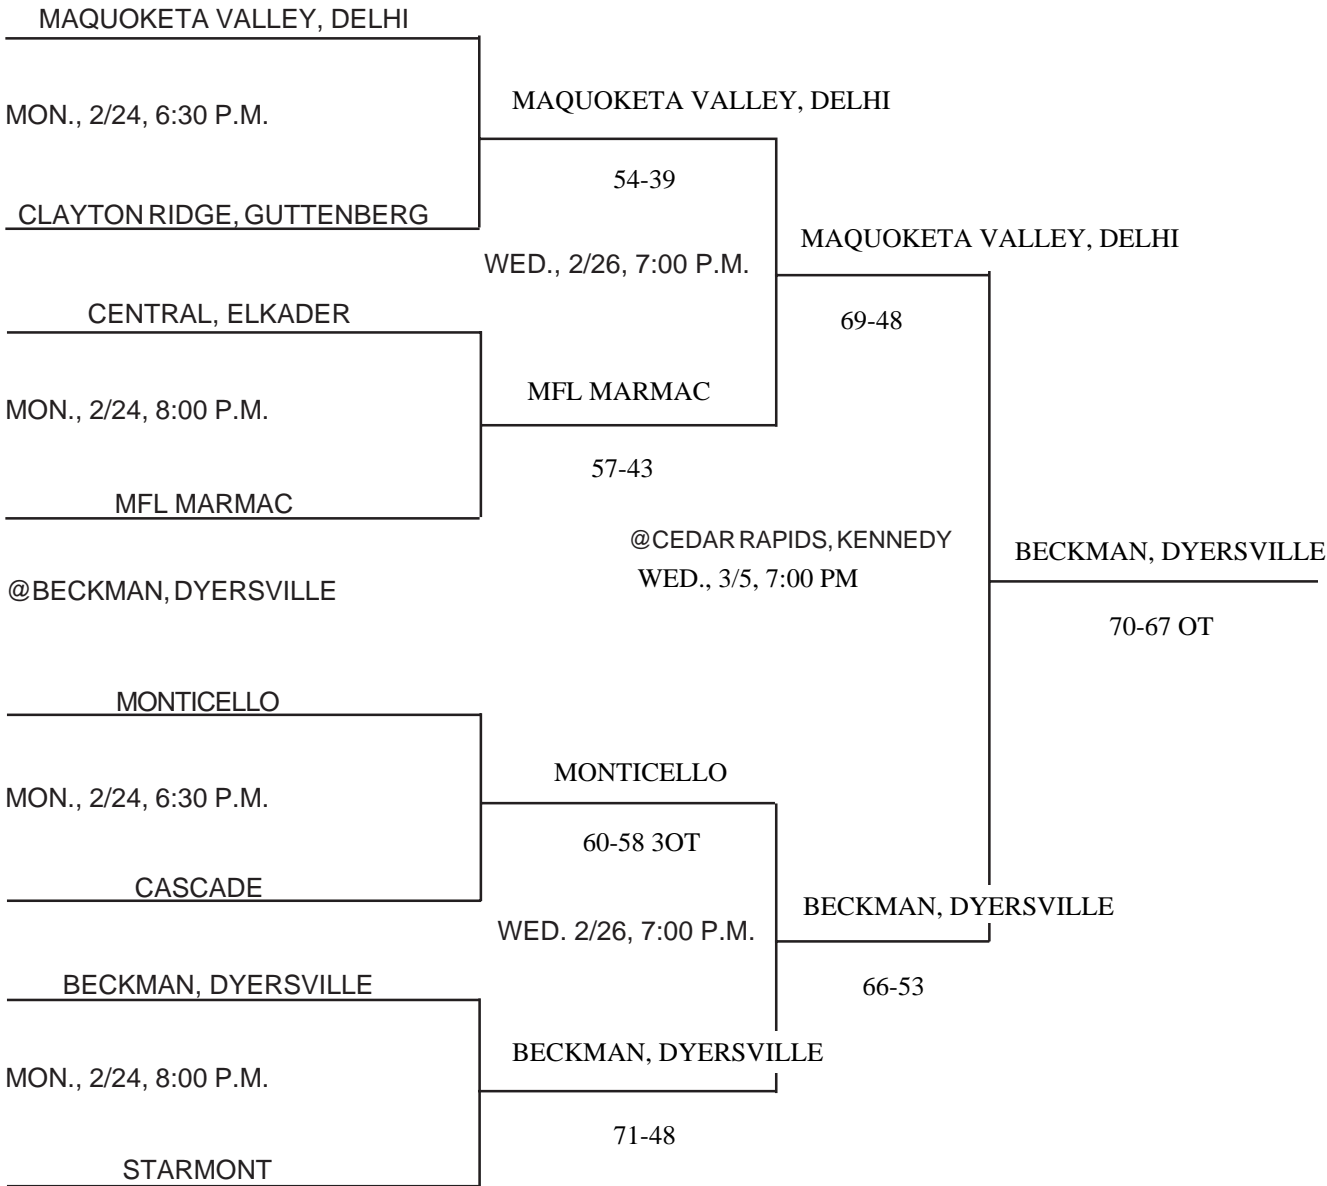 MAQUOKETA VALLEY, DELHI
MON., 2/24, 6:30 P.M.
CLAYTON RIDGE, GUTTENBERG
MAQUOKETA VALLEY, DELHI
54-39
WED., 2/26, 7:00 P.M.
CENTRAL, ELKADER
MON., 2/24, 8:00 P.M.
MFL MARMAC
MFL MARMAC
57-43
MAQUOKETA VALLEY, DELHI
69-48
@BECKMAN, DYERSVILLE
@CEDAR RAPIDS, KENNEDY
WED., 3/5, 7:00 PM
BECKMAN, DYERSVILLE
70-67 OT
MONTICELLO
MON., 2/24, 6:30 P.M.
CASCADE
MONTICELLO
60-58 3OT
WED. 2/26, 7:00 P.M.
BECKMAN, DYERSVILLE
66-53
BECKMAN, DYERSVILLE
MON., 2/24, 8:00 P.M.
STARMONT
BECKMAN, DYERSVILLE
71-48